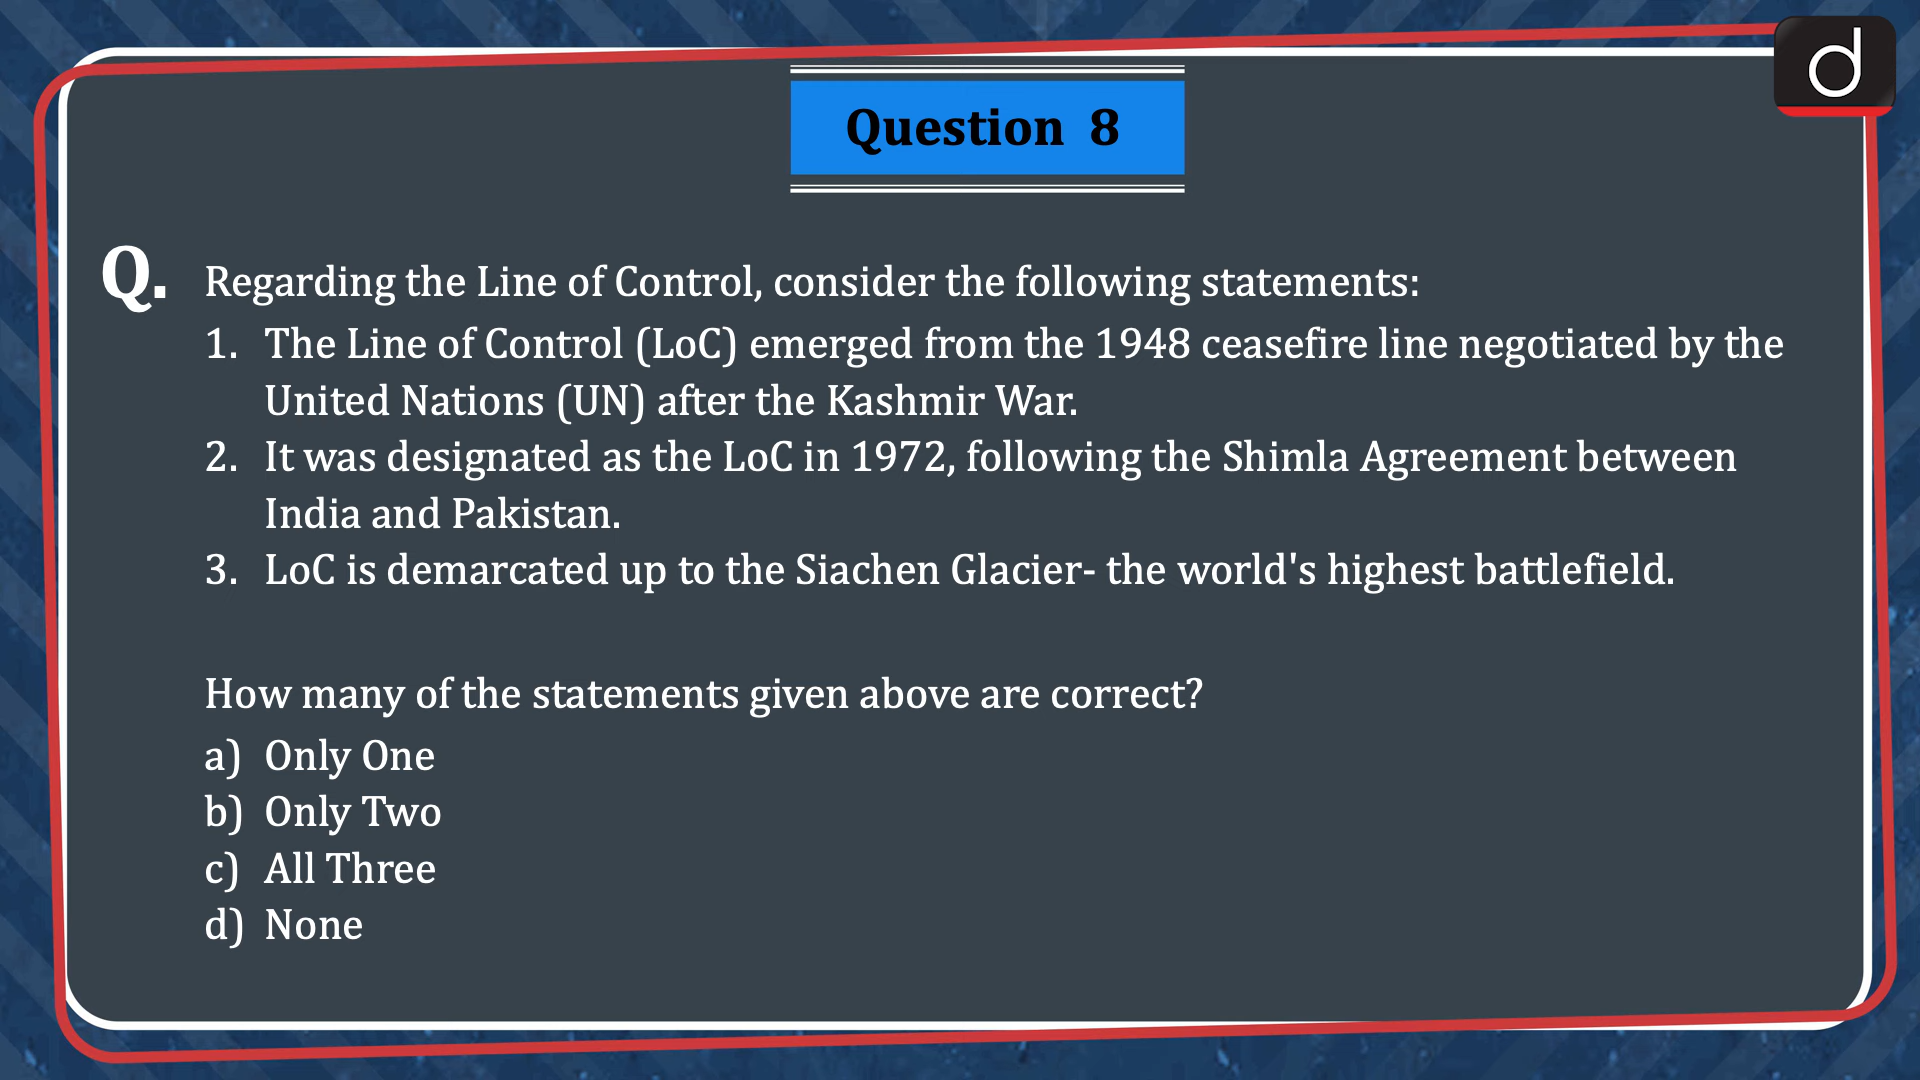 d
Question 8
Q. Regarding the Line of Control, consider the following statements:
1. The Line of Control (LoC) emerged from the 1948 ceasefire line negotiated by the
United Nations (UN) after the Kashmir War.
2. It was designated as the LoC in 1972, following the Shimla Agreement between
India and Pakistan.
3. LoC is demarcated up to the Siachen Glacier- the world's highest battlefield.
How many of the statements given above are correct?
a) Only One
b) Only Two
c) All Three
d) None